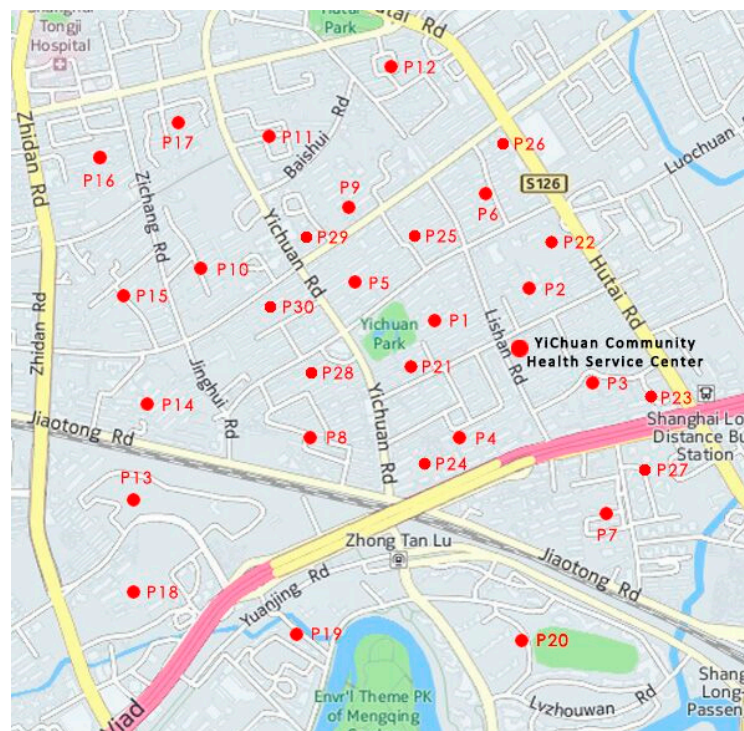 Tongji
Hospital
Park
Hutai Rd
P12
P11
P17
P16
Baishui Rd
P26
Luochuan
Zhidan Rd
Zichang Rd
P9
P6
S126
P29
P25
P22
Yichuan Rd
P10
P5
P2
Hutai Rd
P15
P30
P1
Lishan Rd
Yichuan
Park
YiChuan Community
Health Service Center
Zhidan Rd
P28
P21
P3
P23
Jinghui Rd
P14
Yichuan Rd
Jiaotong Rd
P8
P4
Shanghai Lo
Distance Bu
Station
P24
P27
P13
P7
Zhong Tan Lu
Jiaotong Rd
Yuanjing Rd
P18
P19
P20
Envr'l Theme PK
of Mengqing
Lvzhouwan Rd
Shang
Long-
Passen
Viad